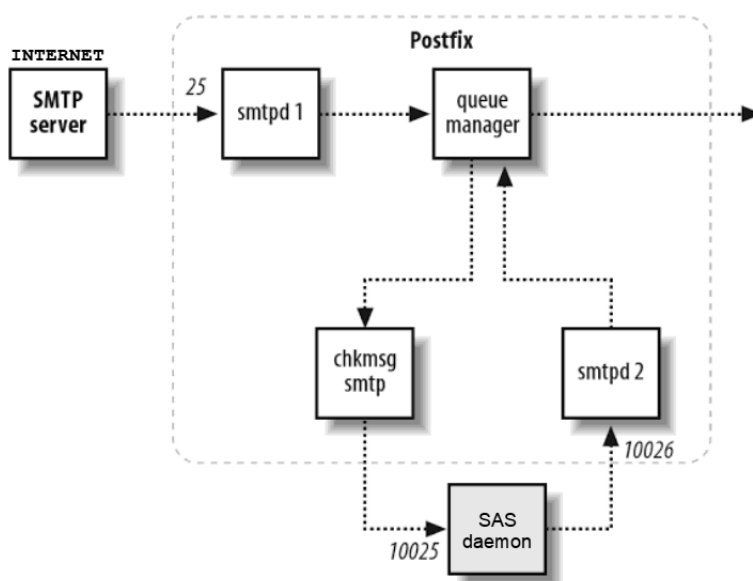 Postfix
INTERNET
SMTP
server
25
smtpd 1
queue
manager
chkmsg
smtp
smtpd 2
10026
10025
SAS
daemon